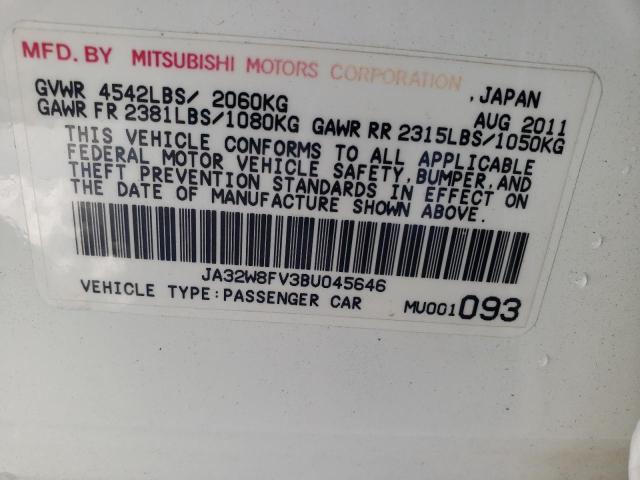 MFD. BY MITSUBISHI MOTORS CORPORATION
, JAPAN
GVWR 4542LBS/ 2060KG AUG 2011
GAWR FR 2381LBS/1080KG GAWR RR 2315LBS/1050KG
THIS VEHICLE CONFORMS TO ALL APPLICABLE
FEDERAL MOTOR VEHICLE SAFETY, BUMPER, AND
THEFT PREVENTION STANDARDS IN EFFECT ON
THE DATE OF MANUFACTURE SHOWN ABOVE.
JA32W8FV3BU045646
VEHICLE TYPE:PASSENGER CAR MU001 093